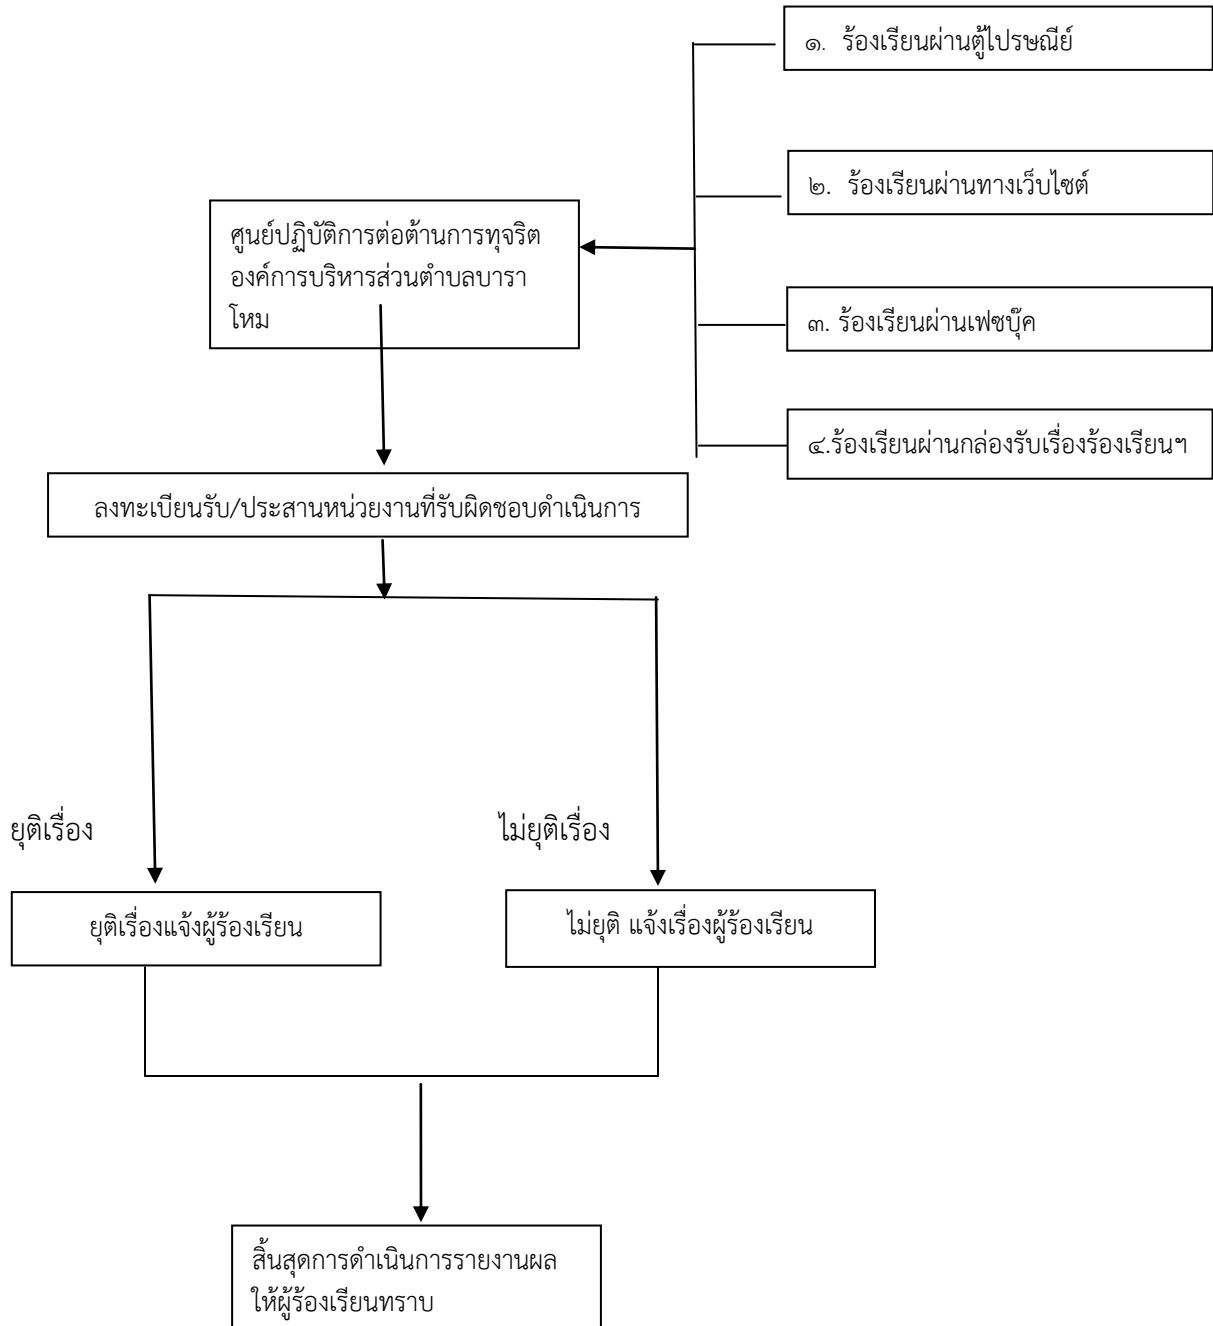 ๑.  ร้องเรียนผ่านตู้ไปรษณีย์
๒.  ร้องเรียนผ่านทางเว็บไซต์
ศูนย์ปฏิบัติการต่อต้านการทุจริต
องค์การบริหารส่วนตำบลบารา
โหม
๓. ร้องเรียนผ่านเฟซบุ๊ค
๔.ร้องเรียนผ่านกล่องรับเรื่องร้องเรียนฯ
ลงทะเบียนรับ/ประสานหน่วยงานที่รับผิดชอบดำเนินการ
ยุติเรื่อง
ไม่ยุติเรื่อง
ยุติเรื่องแจ้งผู้ร้องเรียน
ไม่ยุติ แจ้งเรื่องผู้ร้องเรียน
สิ้นสุดการดำเนินการรายงานผล
ให้ผู้ร้องเรียนทราบ